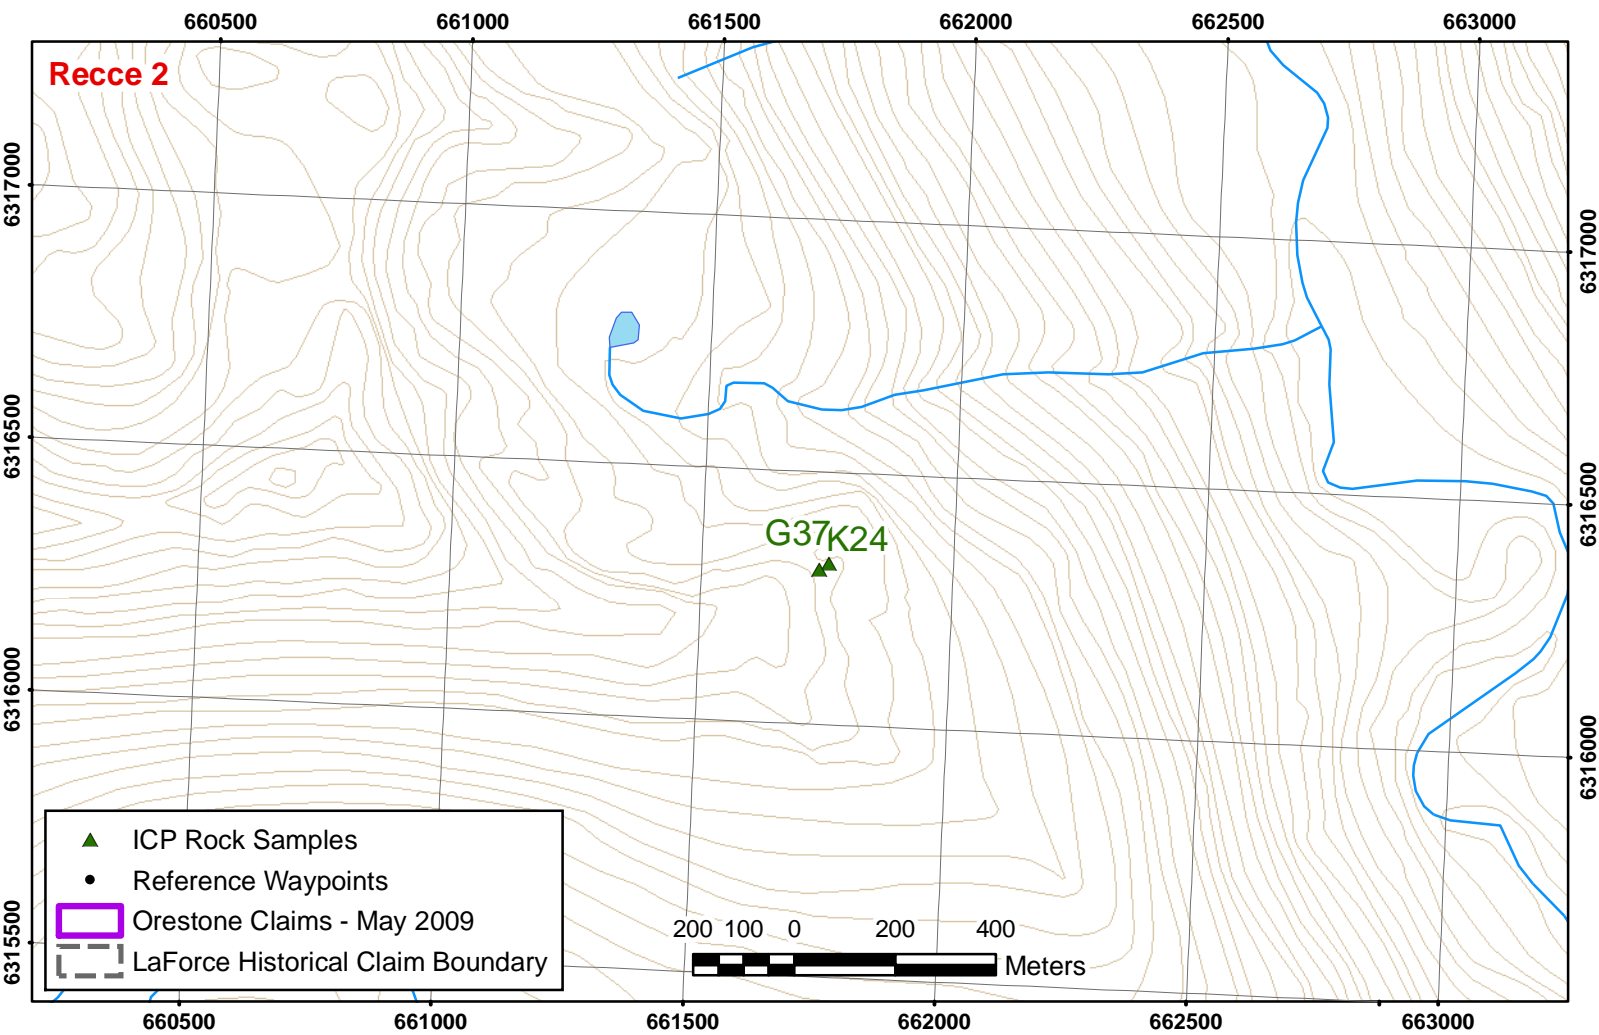 660500 661000 661500 662000 662500 663000
Recce 2
6317000
6317000
6316500
6316500
G37
K24
6316000
6316000
6315500
ICP Rock Samples
Reference Waypoints
Orestone Claims - May 2009
LaForce Historical Claim Boundary
200 100 0 200 400
Meters
660500 661000 661500 662000 662500 663000